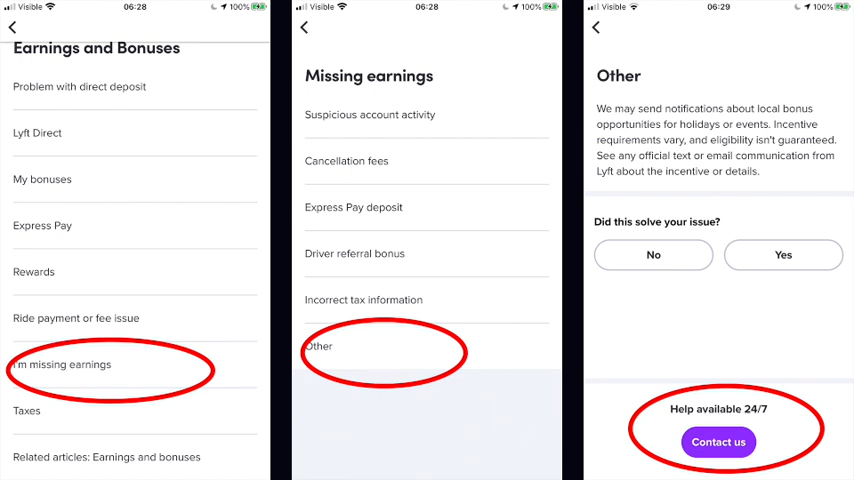 Visible
06:28
100%
Earnings and Bonuses
Problem with direct deposit
Lyft Direct
My bonuses
Express Pay
Rewards
Ride payment or fee issue
I'm missing earnings
Taxes
Related articles: Earnings and bonuses
Visible
06:28
100%
Missing earnings
Suspicious account activity
Cancellation fees
Express Pay deposit
Driver referral bonus
Incorrect tax information
Other
Visible
06:29
100%
Other
We may send notifications about local bonus
opportunities for holidays or events. Incentive
requirements vary, and eligibility isn't guaranteed.
See any official text or email communication from
Lyft about the incentive or details.
Did this solve your issue?
No
Yes
Help available 24/7
Contact us